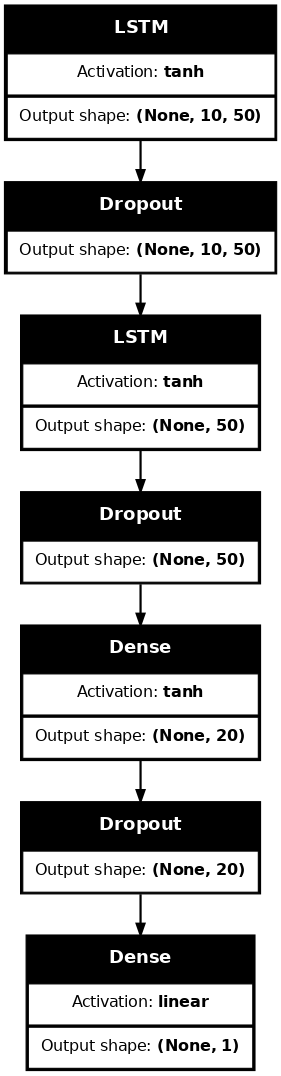 LSTM
Activation: tanh
Output shape: (None, 10, 50)
Dropout
Output shape: (None, 10, 50)
LSTM
Activation: tanh
Output shape: (None, 50)
Dropout
Output shape: (None, 50)
Dense
Activation: tanh
Output shape: (None, 20)
Dropout
Output shape: (None, 20)
Dense
Activation: linear
Output shape: (None, 1)